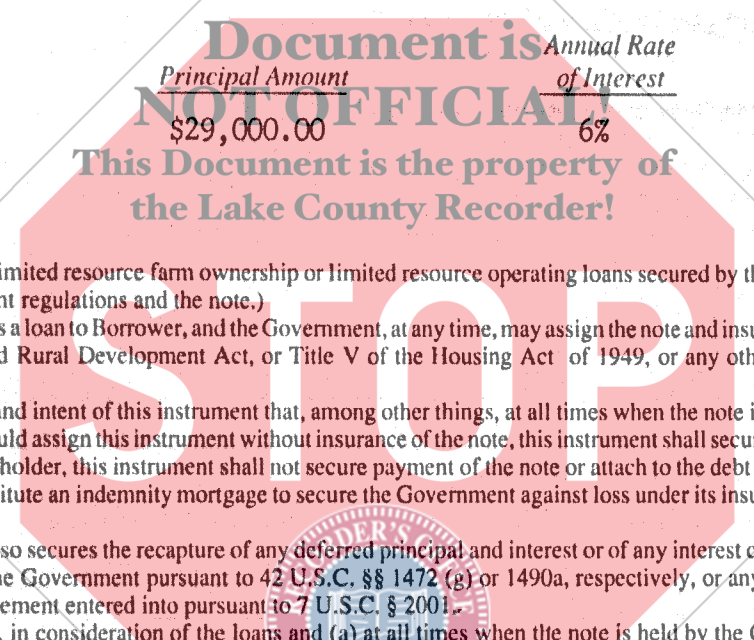 Document is
Annual Rate
Principal Amount
of Interest
NOT OFFICIAL!
$29,000.00
6%
This Document is the property of
the Lake County Recorder!
imited resource farm ownership or limited resource operating loans secured by th
nt regulations and the note.)
s a loan to Borrower, and the Government, at any time, may assign the note and insu
d Rural Development Act, or Title V of the Housing Act of 1949, or any oth
STOP
and intent of this instrument that, among other things, at all times when the note i
uld assign this instrument without insurance of the note, this instrument shall secur
holder, this instrument shall not secure payment of the note or attach to the debt
itute an indemnity mortgage to secure the Government against loss under its insu
so secures the recapture of any deferred principal and interest or of any interest c
he Government pursuant to 42 U.S.C. §§ 1472 (g) or 1490a, respectively, or any
ement entered into pursuant to 7 U.S.C. § 2001.
, in consideration of the loans and (a) at all times when the note is held by the